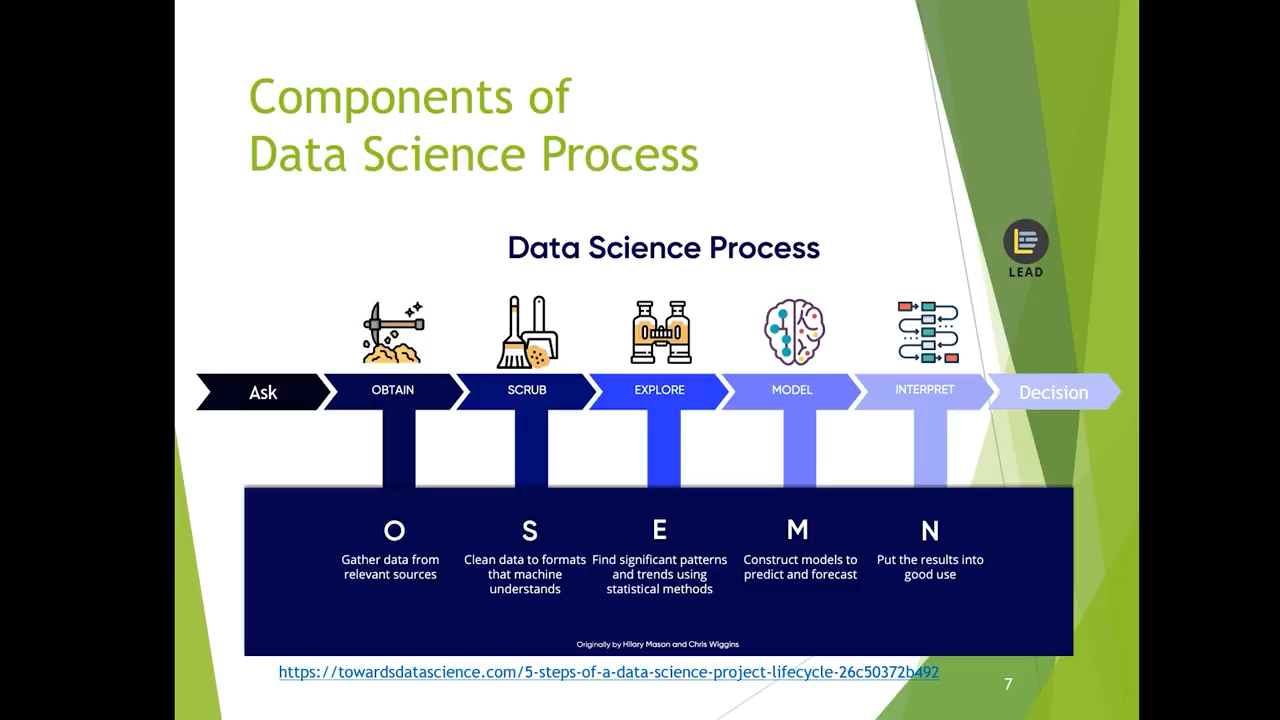 Components of
Data Science Process
Data Science Process
LEAD
Ask
OBTAIN
SCRUB
EXPLORE
MODEL
INTERPRET
Decision
O
Gather data from
relevant sources
S
Clean data to formats
that machine
understands
E
Find significant patterns
and trends using
statistical methods
M
Construct models to
predict and forecast
N
Put the results into
good use
Originally by Hilary Mason and Chris Wiggins
https://towardsdatascience.com/5-steps-of-a-data-science-project-lifecycle-26c50372b492
7